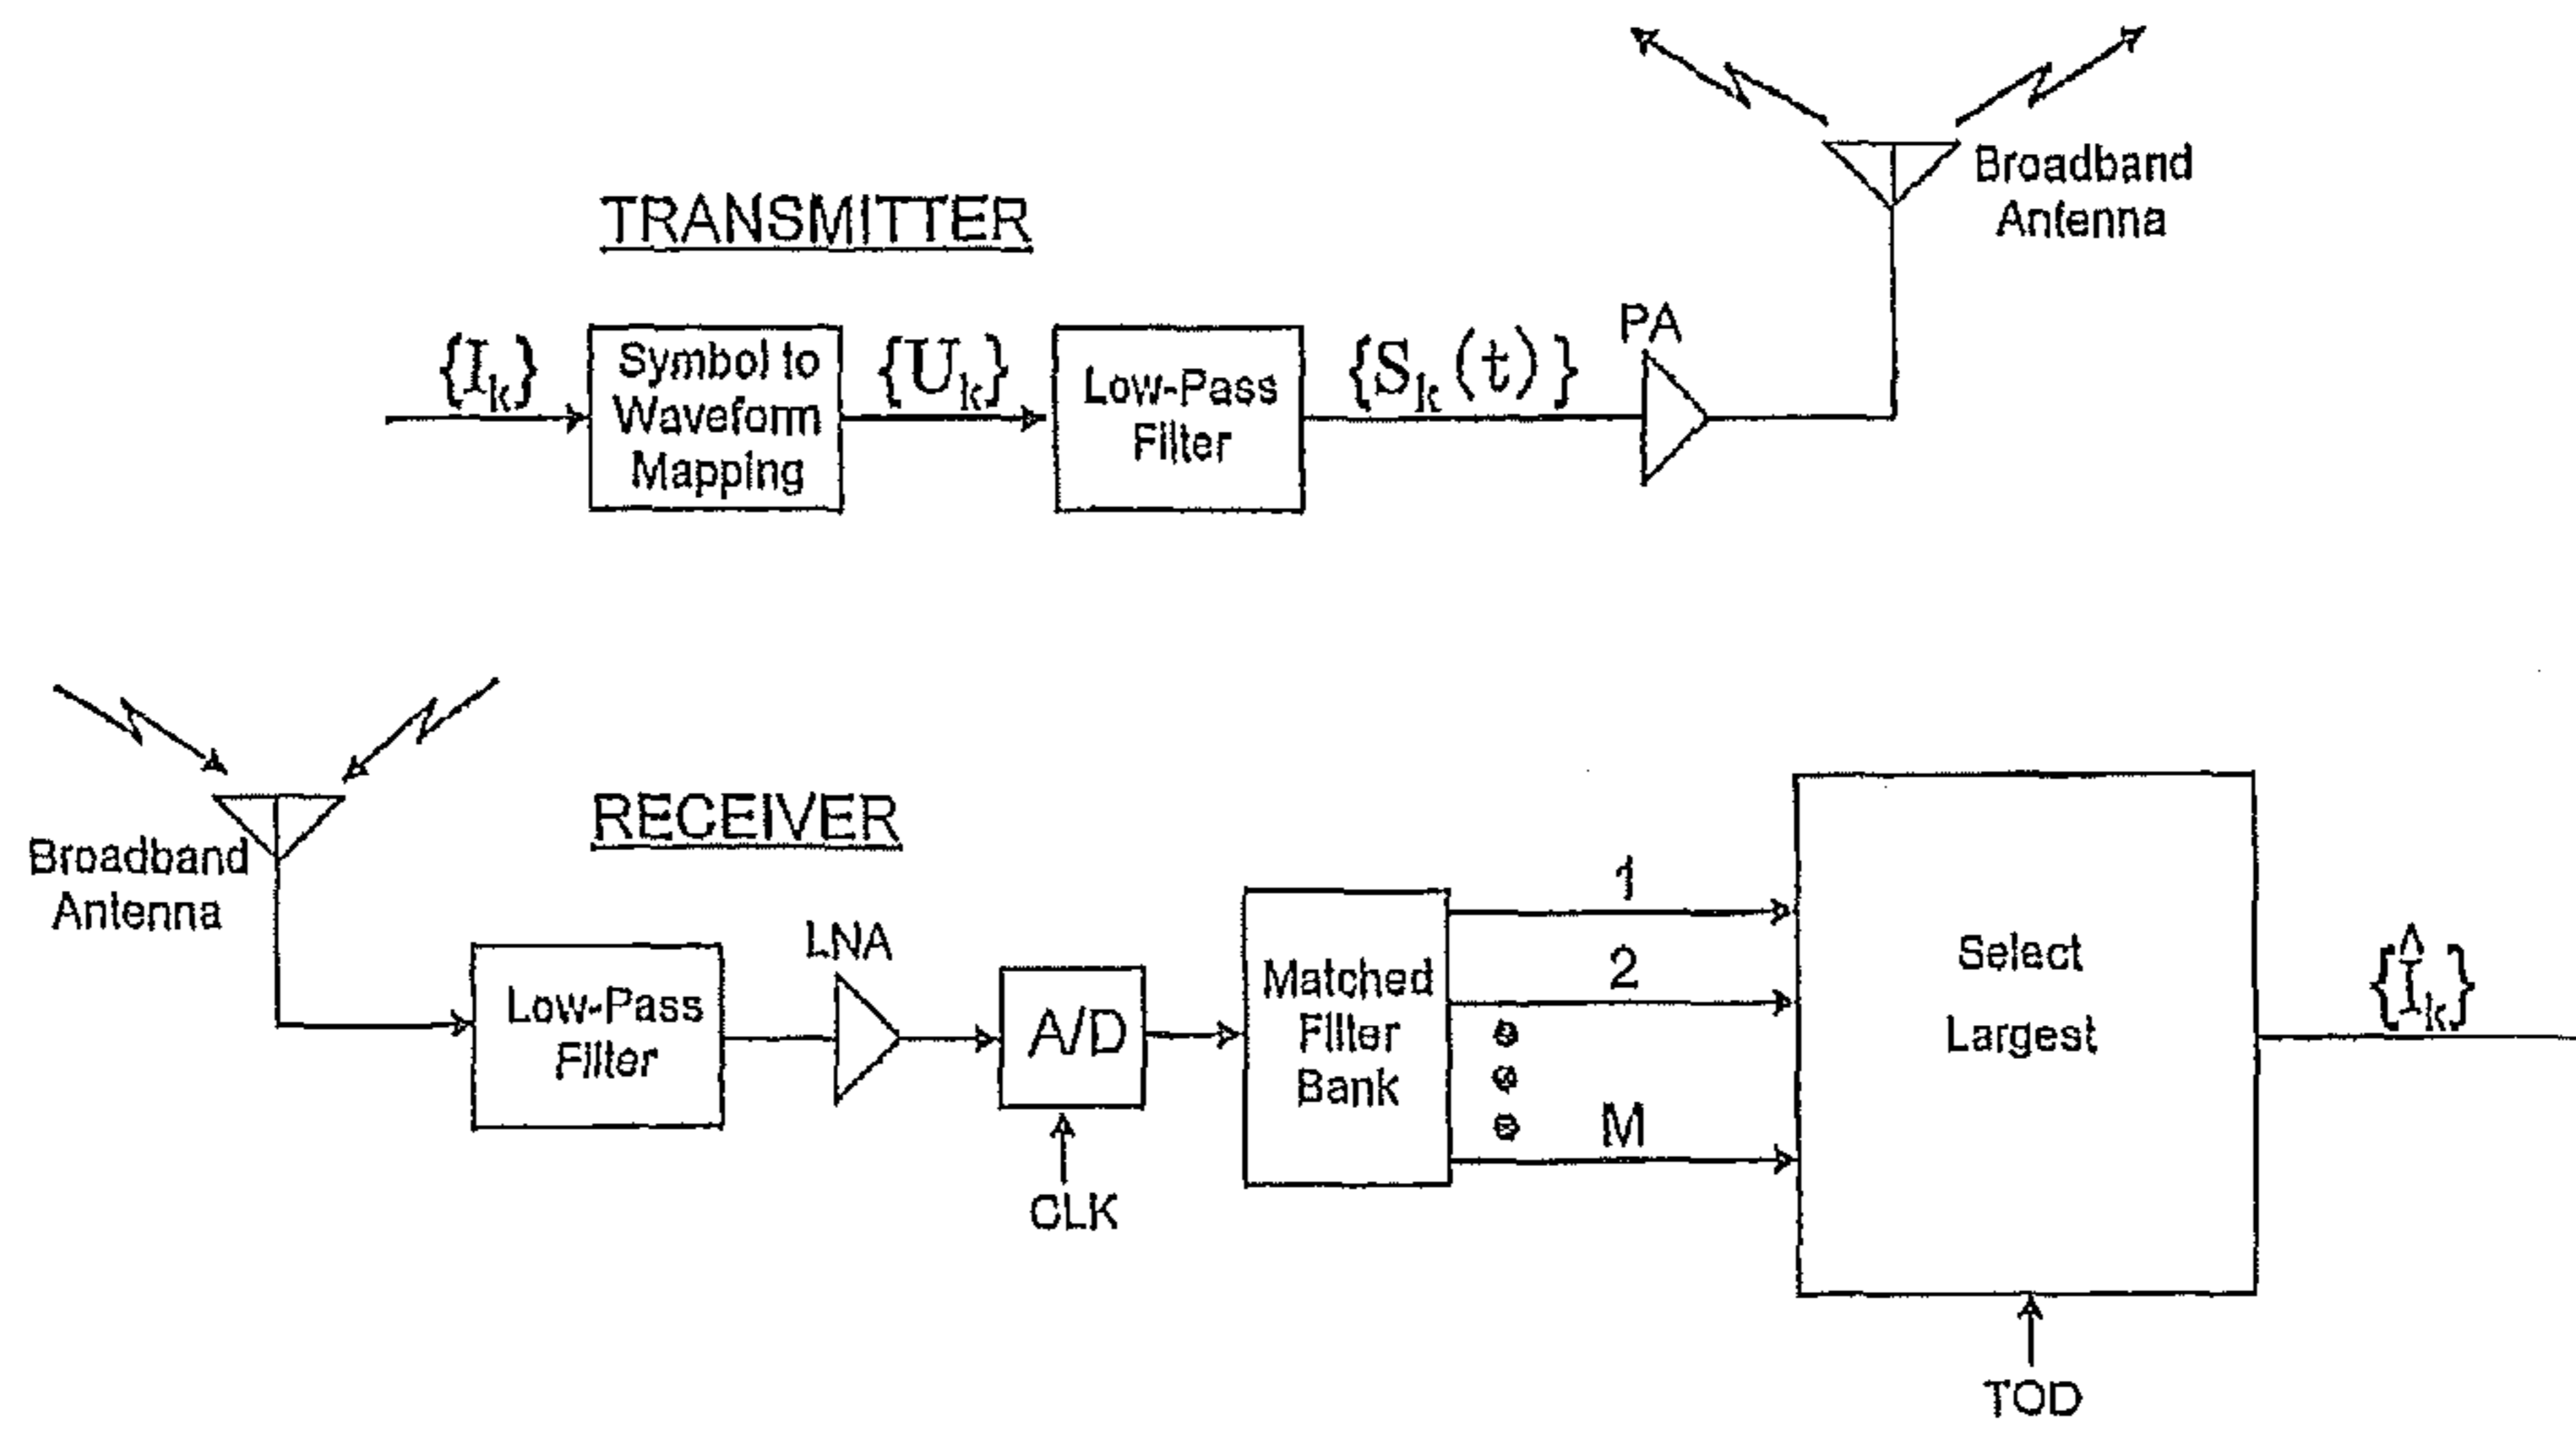 Broadband
Antenna
TRANSMITTER
{I_k}
Symbol to
Waveform
Mapping
{U_k}
Low-Pass
Filter
{S_k(t)}
PA
Broadband
Antenna
RECEIVER
Low-Pass
Filter
LNA
A/D
CLK
Matched
Filter
Bank
1
2
M
Select
Largest
{Î_k}
TOD